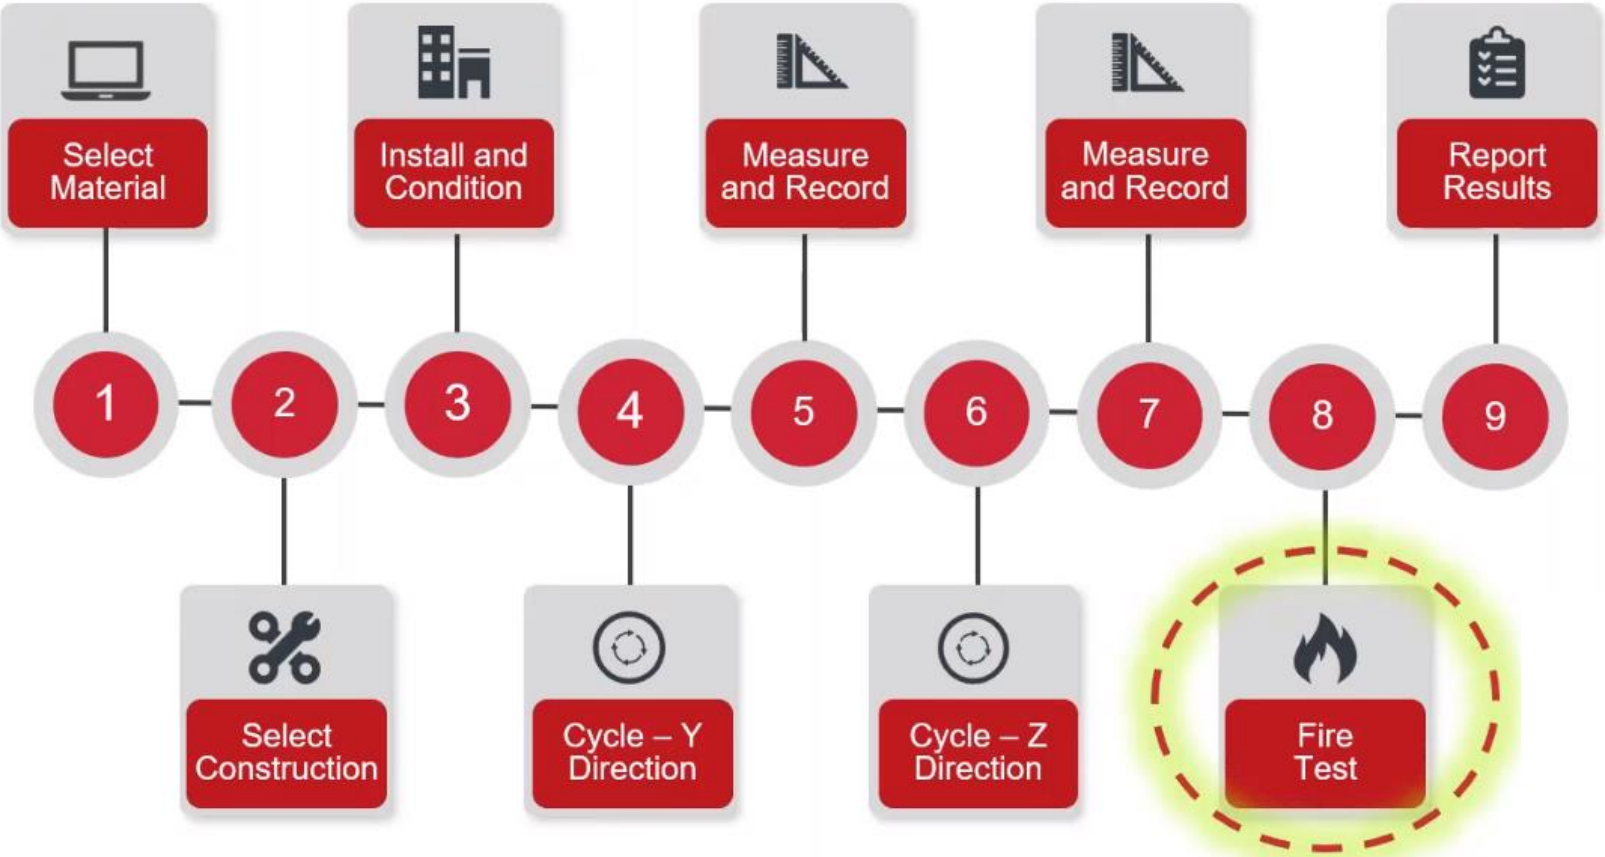 Select
Material
Install and
Condition
Measure
and Record
Measure
and Record
Report
Results
1
2
3
4
5
6
7
8
9
Select
Construction
Cycle – Y
Direction
Cycle – Z
Direction
Fire
Test